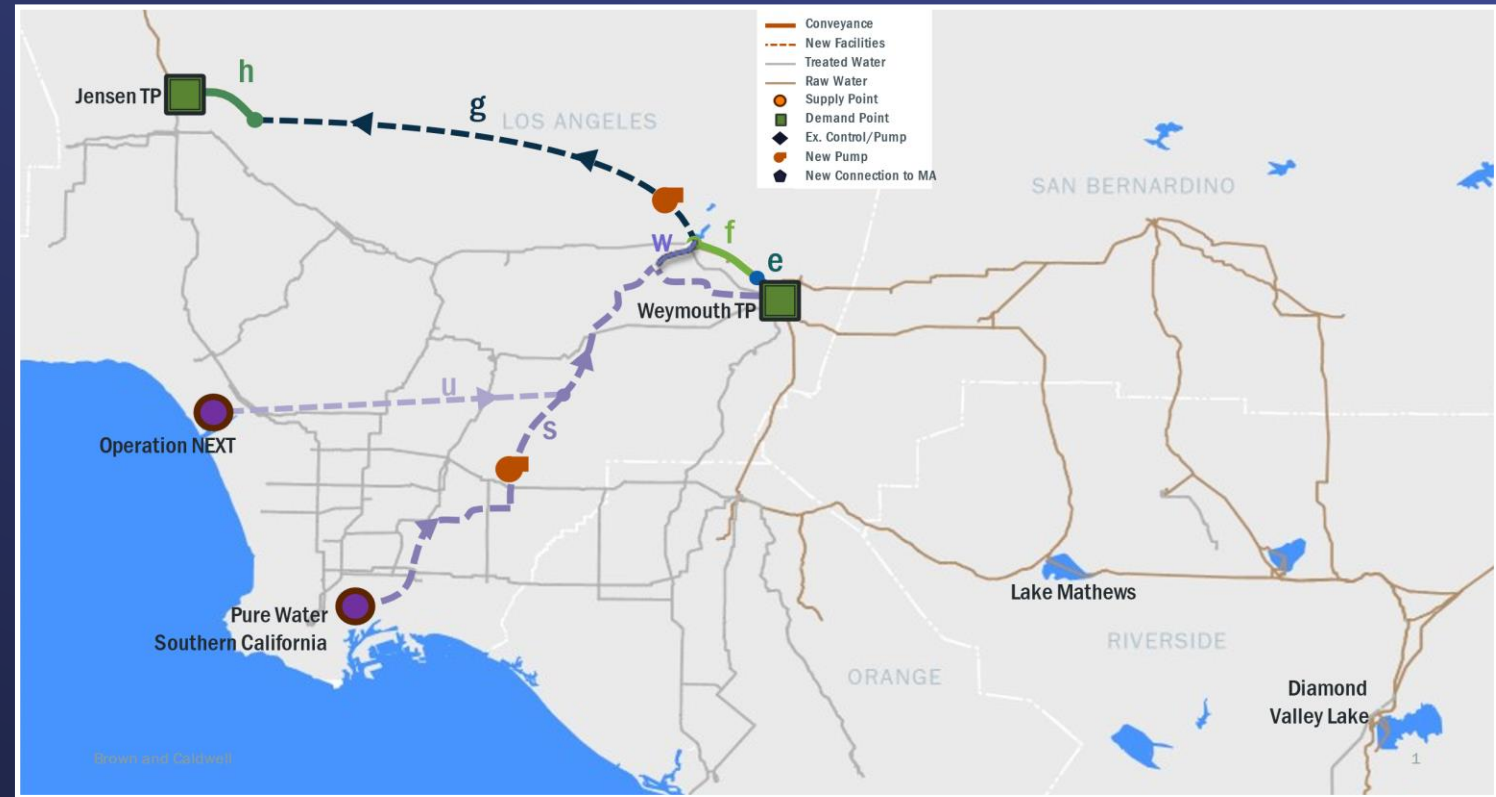 Conveyance
New Facilities
Treated Water
Raw Water
Supply Point
Demand Point
Ex. Control/Pump
New Pump
New Connection to MA
h
Jensen TP
g
LOS ANGELES
SAN BERNARDINO
f
w
e
Weymouth TP
u
Operation NEXT
s
Lake Mathews
Pure Water
Southern California
RIVERSIDE
ORANGE
Diamond
Valley Lake
Brown and Caldwell
1